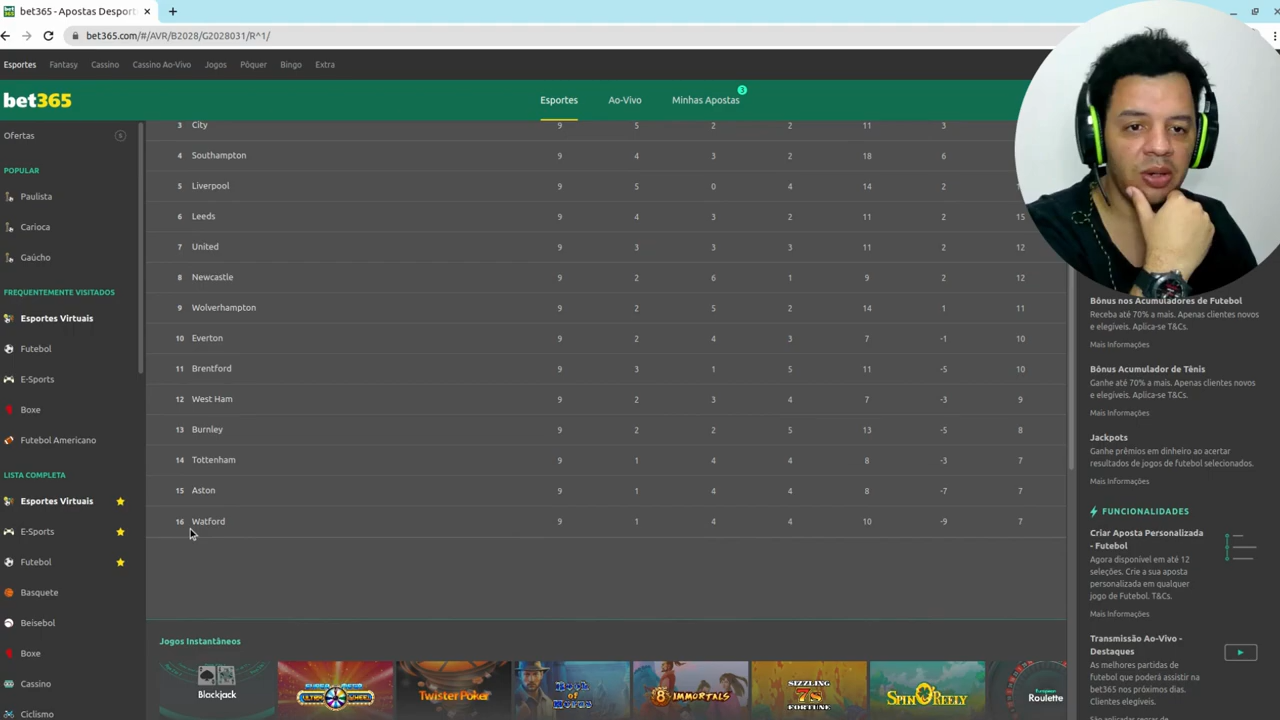 bet365 - Apostas Desport
bet365.com/#/AVR/B2028/G2028031/R^1/
Esportes Fantasy Cassino Cassino Ao-Vivo Jogos Pôquer Bingo Extra
bet365
Esportes Ao-Vivo Minhas Apostas 3
Ofertas 5
POPULAR
Paulista
Carioca
Gaúcho
FREQUENTEMENTE VISITADOS
Esportes Virtuais
Futebol
E-Sports
Boxe
Futebol Americano
LISTA COMPLETA
Esportes Virtuais
E-Sports
Futebol
Basquete
Beisebol
Boxe
Cassino
Ciclismo
3 City 9 5 2 2 11 3
4 Southampton 9 4 3 2 18 6
5 Liverpool 9 5 0 4 14 2
6 Leeds 9 4 3 2 11 2 15
7 United 9 3 3 3 11 2 12
8 Newcastle 9 2 6 1 9 2 12
9 Wolverhampton 9 2 5 2 14 1 11
10 Everton 9 2 4 3 7 -1 10
11 Brentford 9 3 1 5 11 -5 10
12 West Ham 9 2 3 4 7 -3 9
13 Burnley 9 2 2 5 13 -5 8
14 Tottenham 9 1 4 4 8 -3 7
15 Aston 9 1 4 4 8 -7 7
16 Watford 9 1 4 4 10 -9 7
Jogos Instantâneos
Blackjack
TWISTER POKER
8 IMMORTALS
SIZZLING
7S
FORTUNE
SPIN O'REELY
Roulette
Bônus nos Acumuladores de Futebol
Receba até 70% a mais. Apenas clientes novos
e elegíveis. Aplica-se T&Cs.
Mais Informações
Bônus Acumulador de Tênis
Ganhe até 70% a mais. Apenas clientes novos
e elegíveis. Aplica-se T&Cs.
Mais Informações
Jackpots
Ganhe prêmios em dinheiro ao acertar
resultados de jogos de futebol selecionados.
Mais Informações
FUNCIONALIDADES
Criar Aposta Personalizada
- Futebol
Agora disponível em até 12
seleções. Crie a sua aposta
personalizada em qualquer
jogo de Futebol. T&Cs.
Mais Informações
Transmissão Ao-Vivo -
Destaques
As melhores partidas de
futebol que poderá assistir na
bet365 nos próximos dias.
Clientes elegíveis.